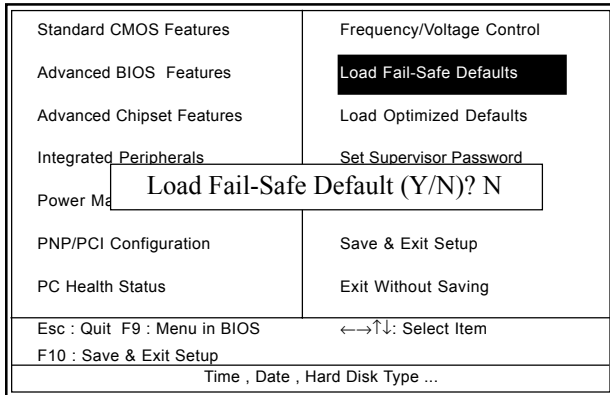 Standard CMOS Features
Advanced BIOS Features
Advanced Chipset Features
Integrated Peripherals
Power Ma
PNP/PCI Configuration
PC Health Status
Frequency/Voltage Control
Load Fail-Safe Defaults
Load Optimized Defaults
Set Supervisor Password
Save & Exit Setup
Exit Without Saving
Load Fail-Safe Default (Y/N)? N
Esc : Quit F9 : Menu in BIOS
←→↑↓: Select Item
F10 : Save & Exit Setup
Time , Date , Hard Disk Type ...